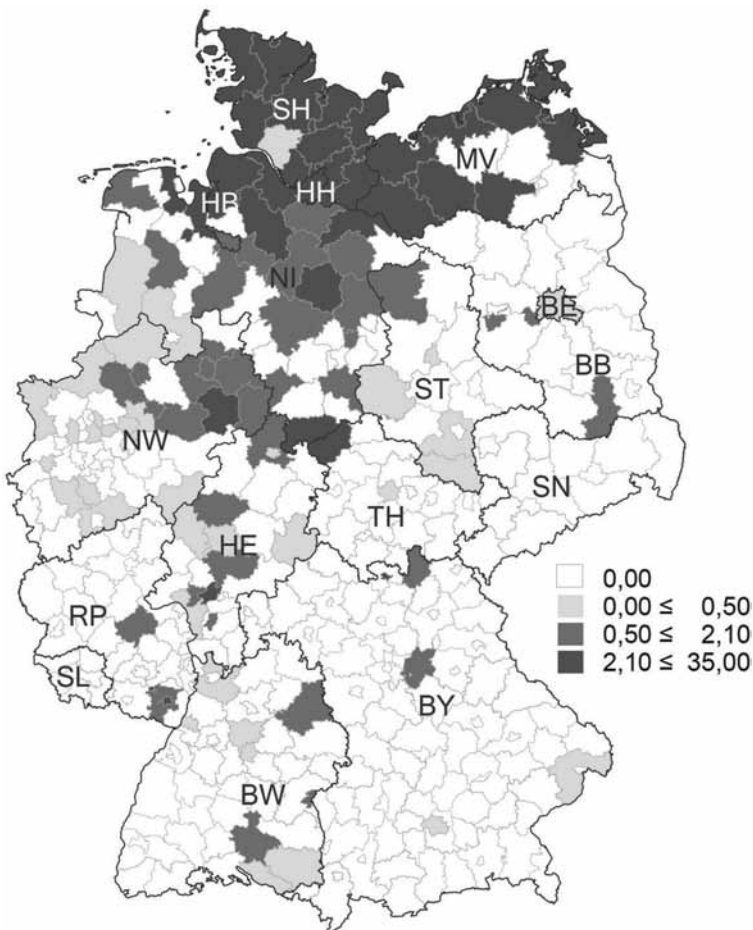 SH
MV
HB
HH
NI
BE
ST
BB
NW
SN
TH
HE
0,00
0,00 ≤ 0,50
RP
0,50 ≤ 2,10
2,10 ≤ 35,00
SL
BY
BW